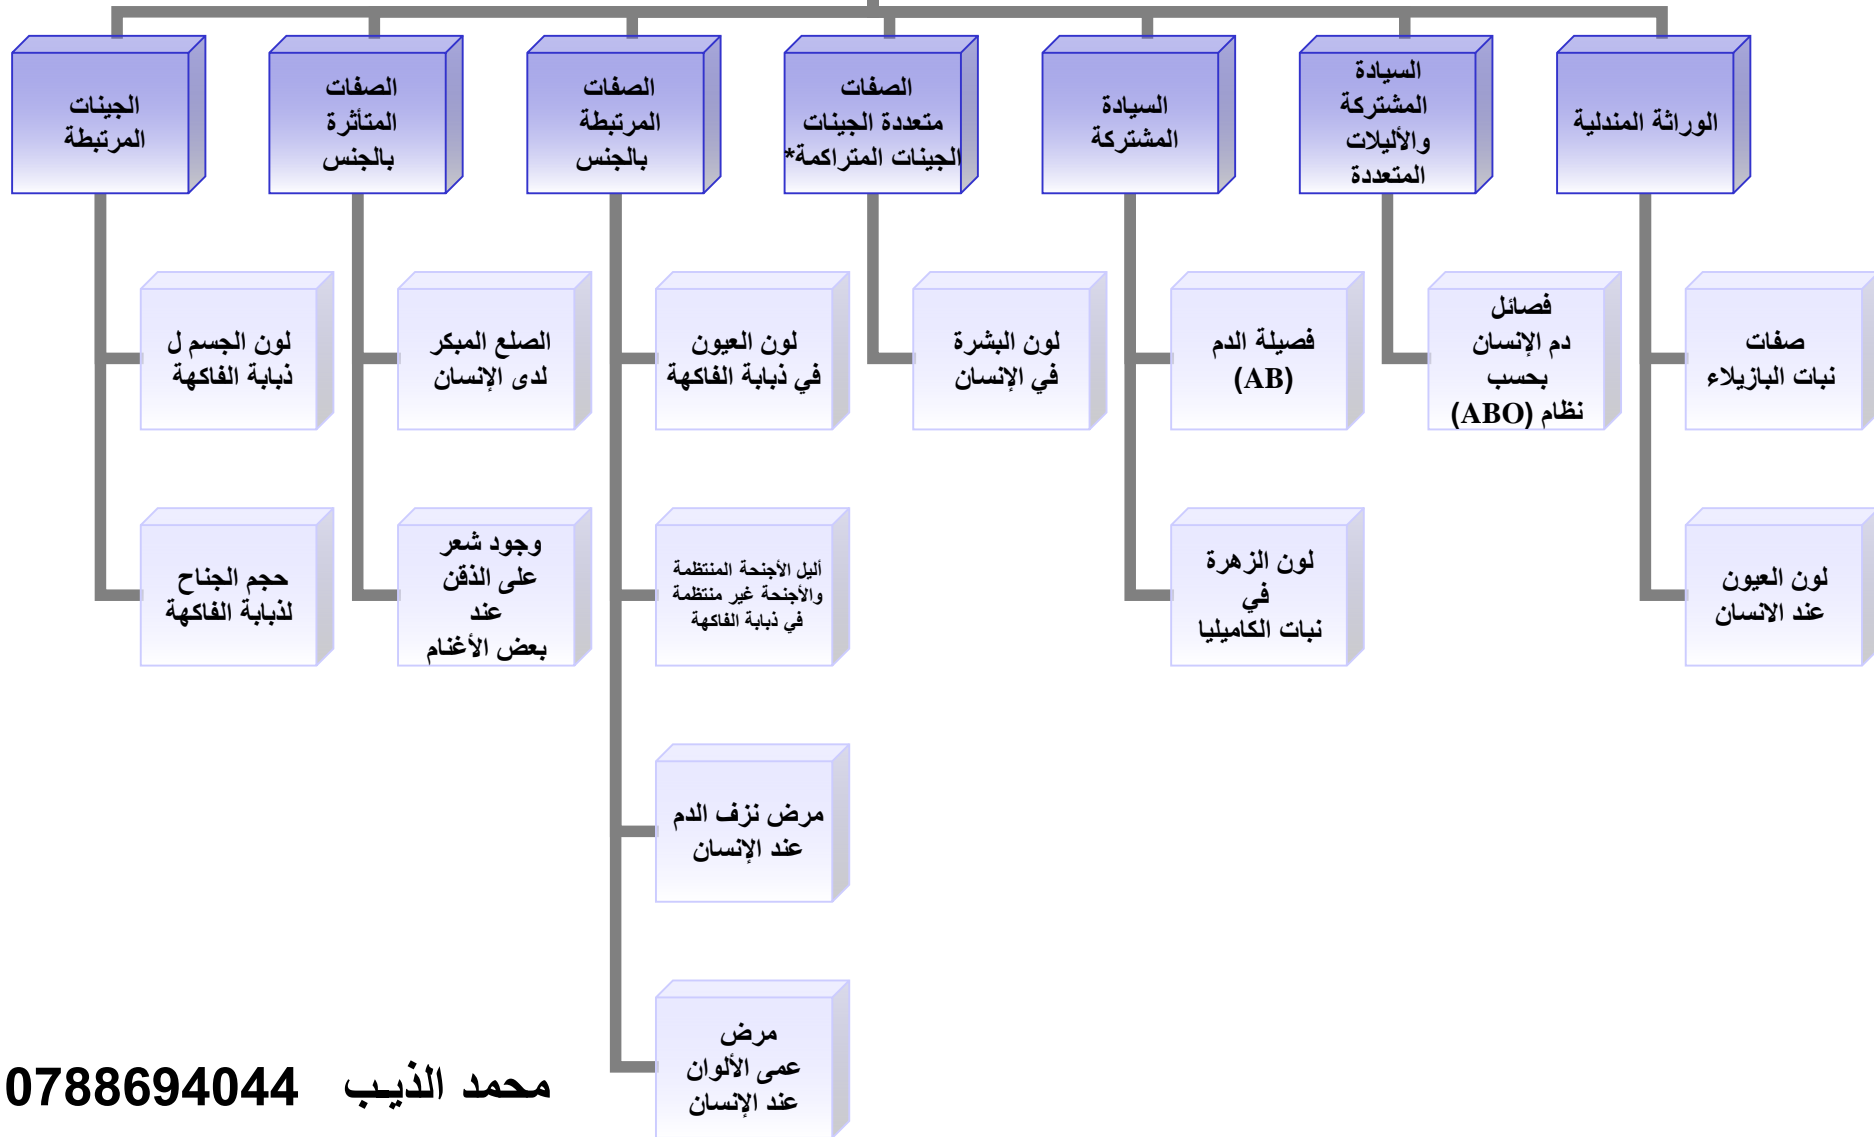 الوراثة المندلية
السيادة
المشتركة
والأليلات
المتعددة
السيادة
المشتركة
الصفات
متعددة الجينات
الجينات المتراكمة*
الصفات
المرتبطة
بالجنس
الصفات
المتأثرة
بالجنس
الجينات
المرتبطة
صفات
نبات البازيلاء
فصائل
دم الإنسان
بحسب
نظام (ABO)
فصيلة الدم
(AB)
لون البشرة
في الإنسان
لون العيون
في ذبابة الفاكهة
الصلع المبكر
لدى الإنسان
لون الجسم ل
ذبابة الفاكهة
لون العيون
عند الانسان
لون الزهرة
في
نبات الكاميليا
أليل الأجنحة المنتظمة
والأجنحة غير منتظمة
في ذبابة الفاكهة
وجود شعر
على الذقن
عند
بعض الأغنام
حجم الجناح
لذبابة الفاكهة
مرض نزف الدم
عند الإنسان
مرض
عمى الألوان
عند الإنسان
محمد الذيب 0788694044